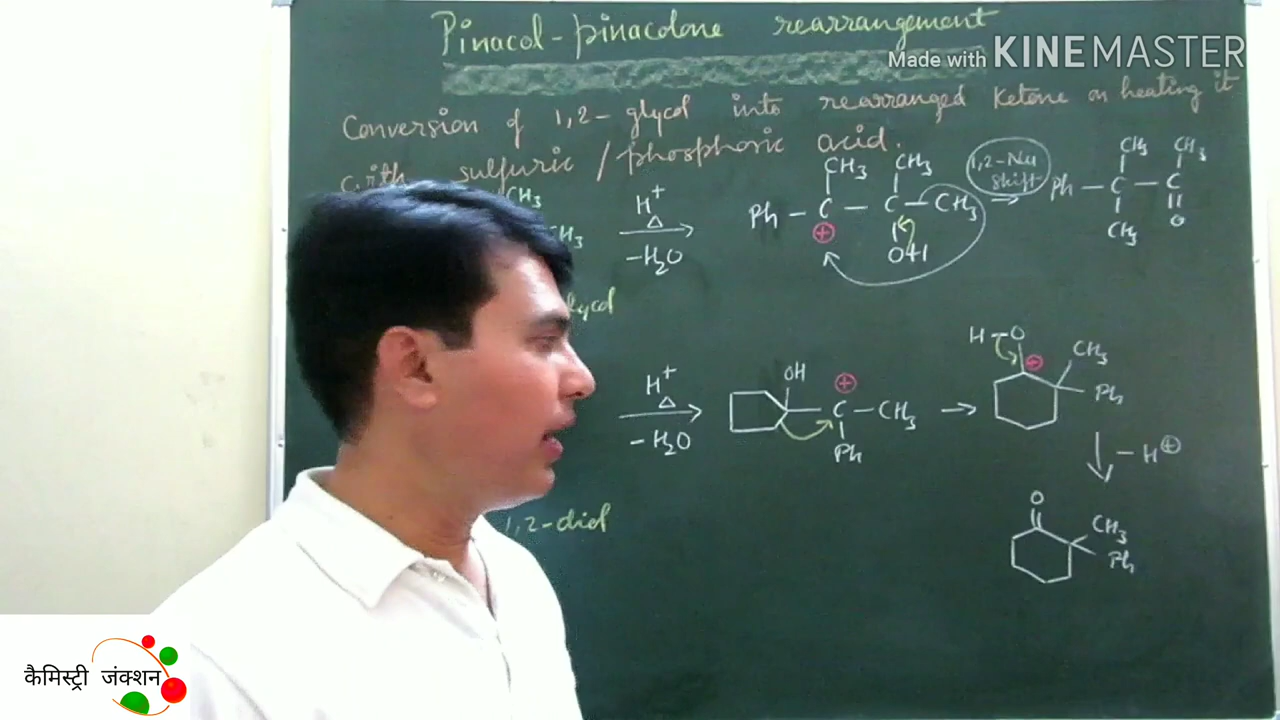 Pinacol-pinacolone rearrangement
Made with KINEMASTER
Conversion of 1,2-glycol into rearranged Ketone on heating it
with sulfuric / phosphoric acid.
CH3
CH3
H+
△
-H2O
CH3 CH3
Ph - C - C - CH3
⊕ OH
1,2-Nu
shift
CH3 CH3
Ph - C - C
CH3 O
H+
△
-H2O
OH ⊕
C - CH3
Ph
H-O
⊕ CH3
Ph
- H⊕
O
CH3
Ph
1,2-diol
कैमिस्ट्री जंक्शन